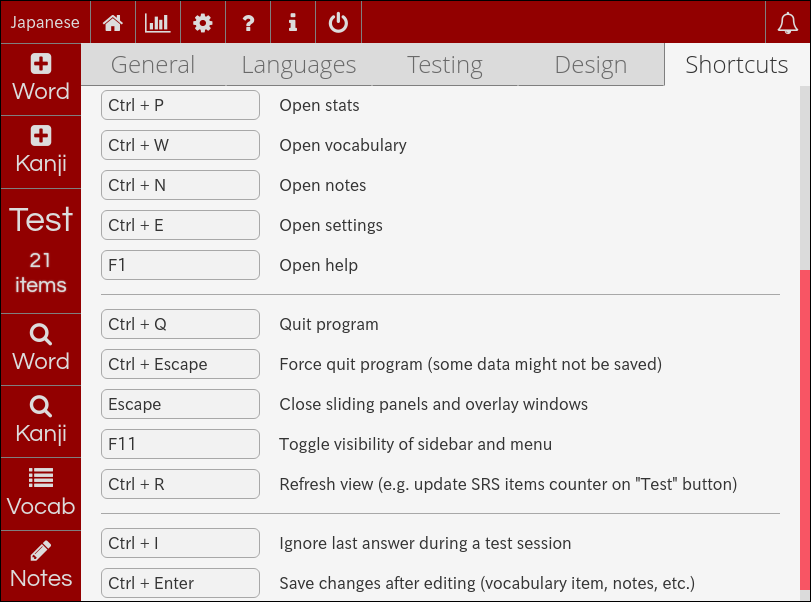 Japanese
General Languages Testing Design Shortcuts
Word
Kanji
Test
21
items
Word
Kanji
Vocab
Notes
Ctrl + P Open stats
Ctrl + W Open vocabulary
Ctrl + N Open notes
Ctrl + E Open settings
F1 Open help
Ctrl + Q Quit program
Ctrl + Escape Force quit program (some data might not be saved)
Escape Close sliding panels and overlay windows
F11 Toggle visibility of sidebar and menu
Ctrl + R Refresh view (e.g. update SRS items counter on "Test" button)
Ctrl + I Ignore last answer during a test session
Ctrl + Enter Save changes after editing (vocabulary item, notes, etc.)